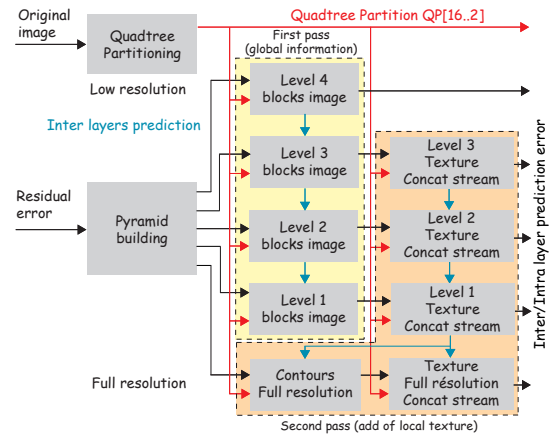 Original
image
Quadtree
Partitioning
Quadtree Partition QP[16..2]
First pass
(global information)
Low resolution
Level 4
blocks image
Inter layers prediction
Level 3
blocks image
Level 3
Texture
Concat stream
Residual
error
Pyramid
building
Level 2
blocks image
Level 2
Texture
Concat stream
Level 1
blocks image
Level 1
Texture
Concat stream
Inter/Intra layer prediction error
Full resolution
Contours
Full resolution
Texture
Full résolution
Concat stream
Second pass (add of local texture)